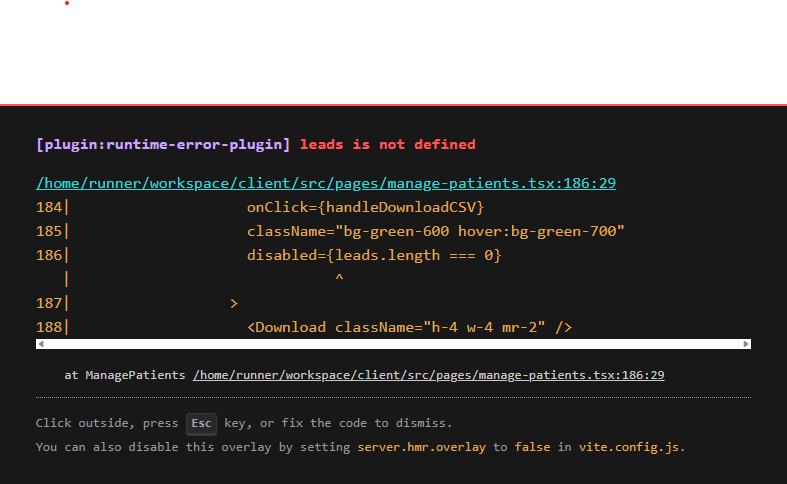 [plugin:runtime-error-plugin] leads is not defined
/home/runner/workspace/client/src/pages/manage-patients.tsx:186:29
184|                     onClick={handleDownloadCSV}
185|                     className="bg-green-600 hover:bg-green-700"
186|                     disabled={leads.length === 0}
   |                                ^
187|                   >
188|                     <Download className="h-4 w-4 mr-2" />
at ManagePatients /home/runner/workspace/client/src/pages/manage-patients.tsx:186:29
Click outside, press Esc key, or fix the code to dismiss.
You can also disable this overlay by setting server.hmr.overlay to false in vite.config.js.